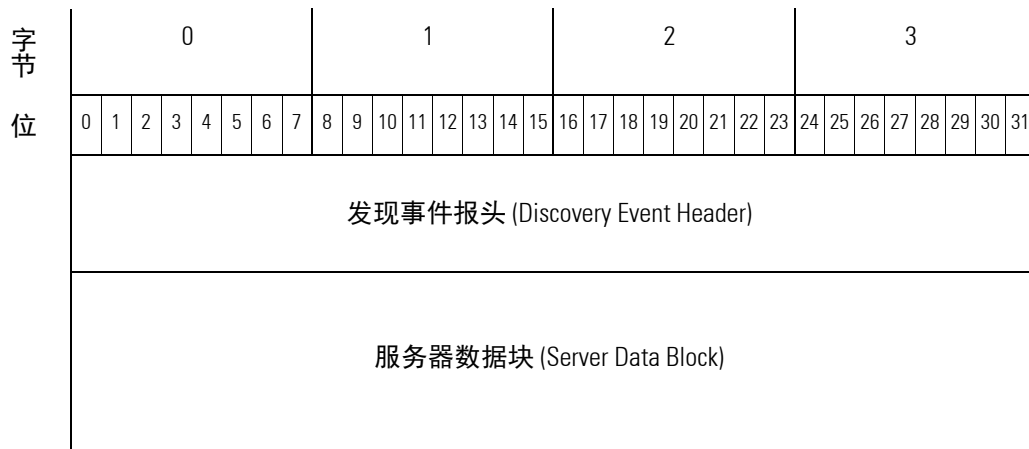 字节 0 1 2 3
位 0 1 2 3 4 5 6 7 8 9 10 11 12 13 14 15 16 17 18 19 20 21 22 23 24 25 26 27 28 29 30 31
发现事件报头 (Discovery Event Header)
服务器数据块 (Server Data Block)